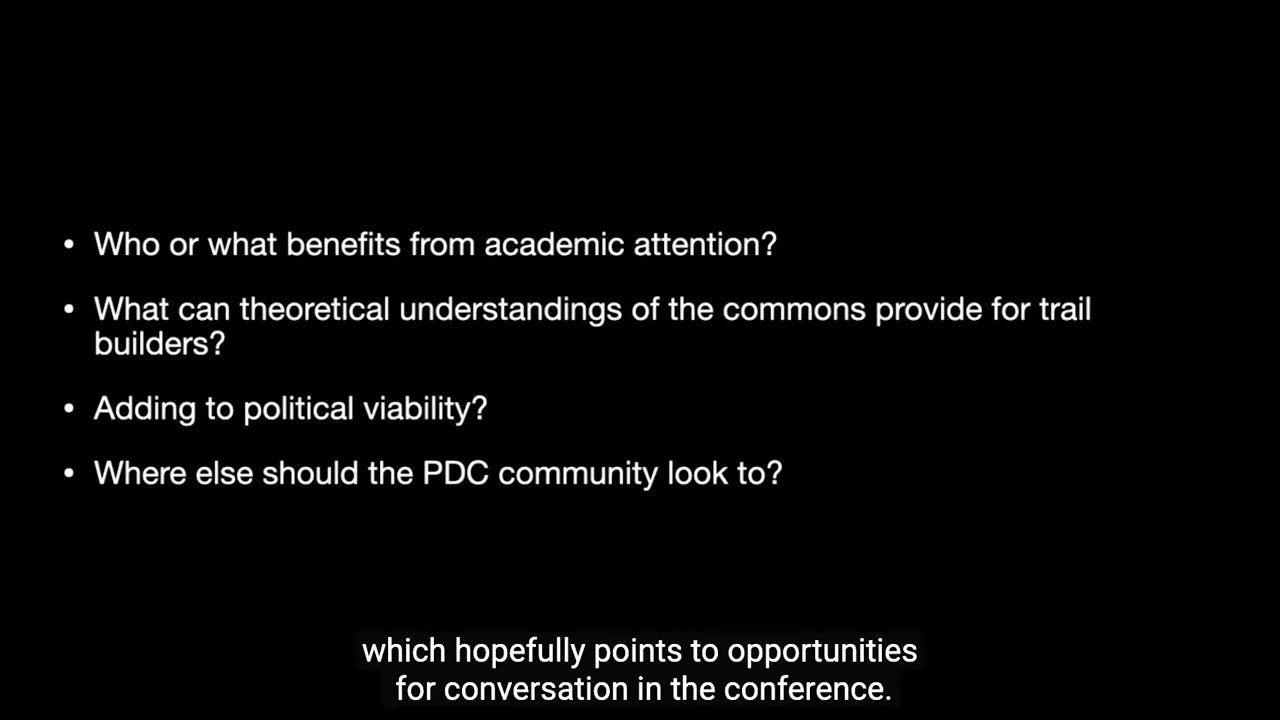 • Who or what benefits from academic attention?
• What can theoretical understandings of the commons provide for trail
builders?
• Adding to political viability?
• Where else should the PDC community look to?
which hopefully points to opportunities
for conversation in the conference.